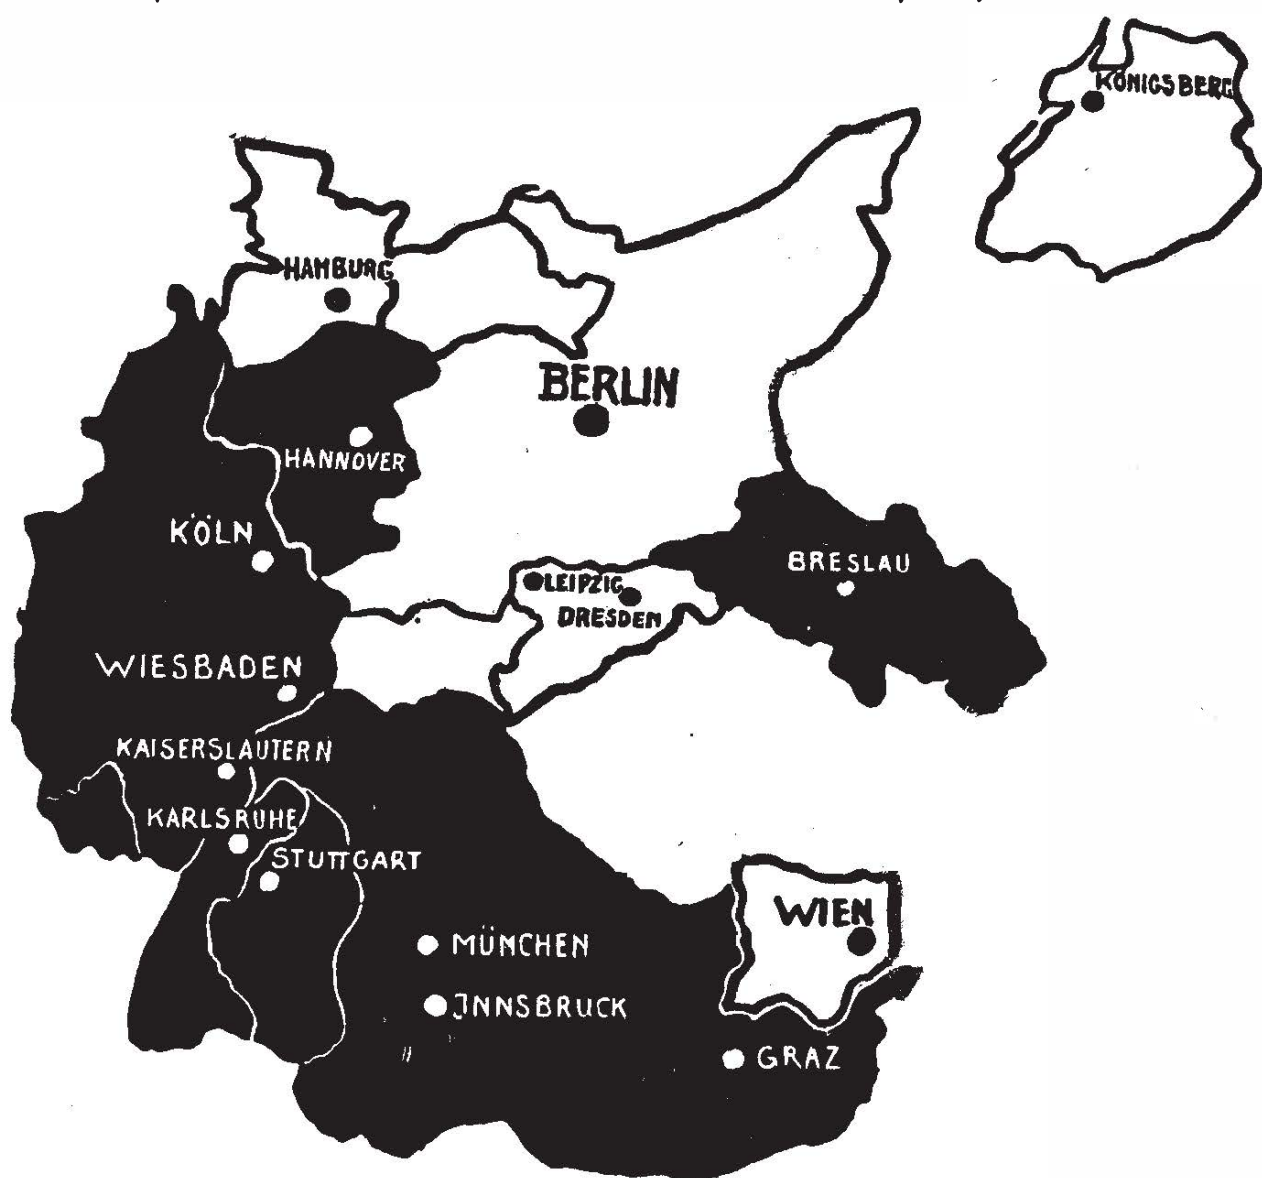 KÖNIGSBERG
HAMBURG
BERLIN
HANNOVER
KÖLN
BRESLAU
LEIPZIG
DRESDEN
WIESBADEN
KAISERSLAUTERN
KARLSRUHE
STUTTGART
WIEN
MÜNCHEN
JNNSBRUCK
GRAZ